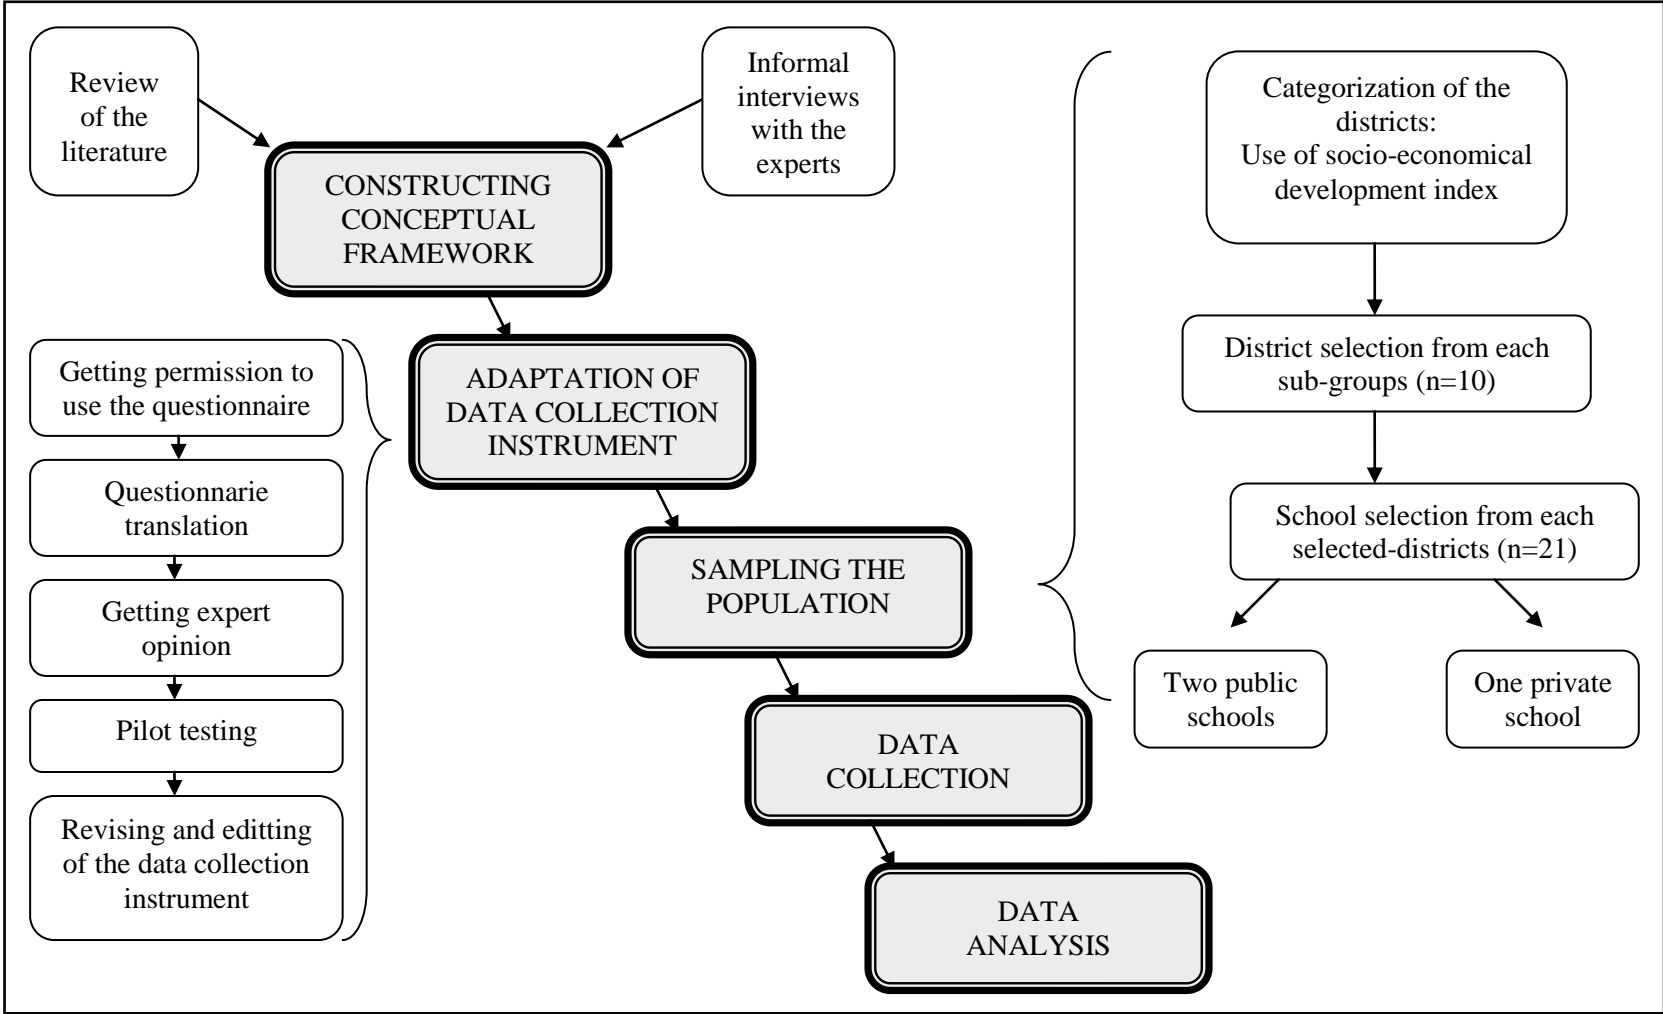 Review
of the
literature
Informal
interviews
with the
experts
CONSTRUCTING
CONCEPTUAL
FRAMEWORK
ADAPTATION OF
DATA COLLECTION
INSTRUMENT
Getting permission to
use the questionnaire
Questionnarie
translation
Getting expert
opinion
Pilot testing
Revising and editting
of the data collection
instrument
SAMPLING THE
POPULATION
Categorization of the
districts:
Use of socio-economical
development index
District selection from each
sub-groups (n=10)
School selection from each
selected-districts (n=21)
Two public
schools
One private
school
DATA
COLLECTION
DATA
ANALYSIS